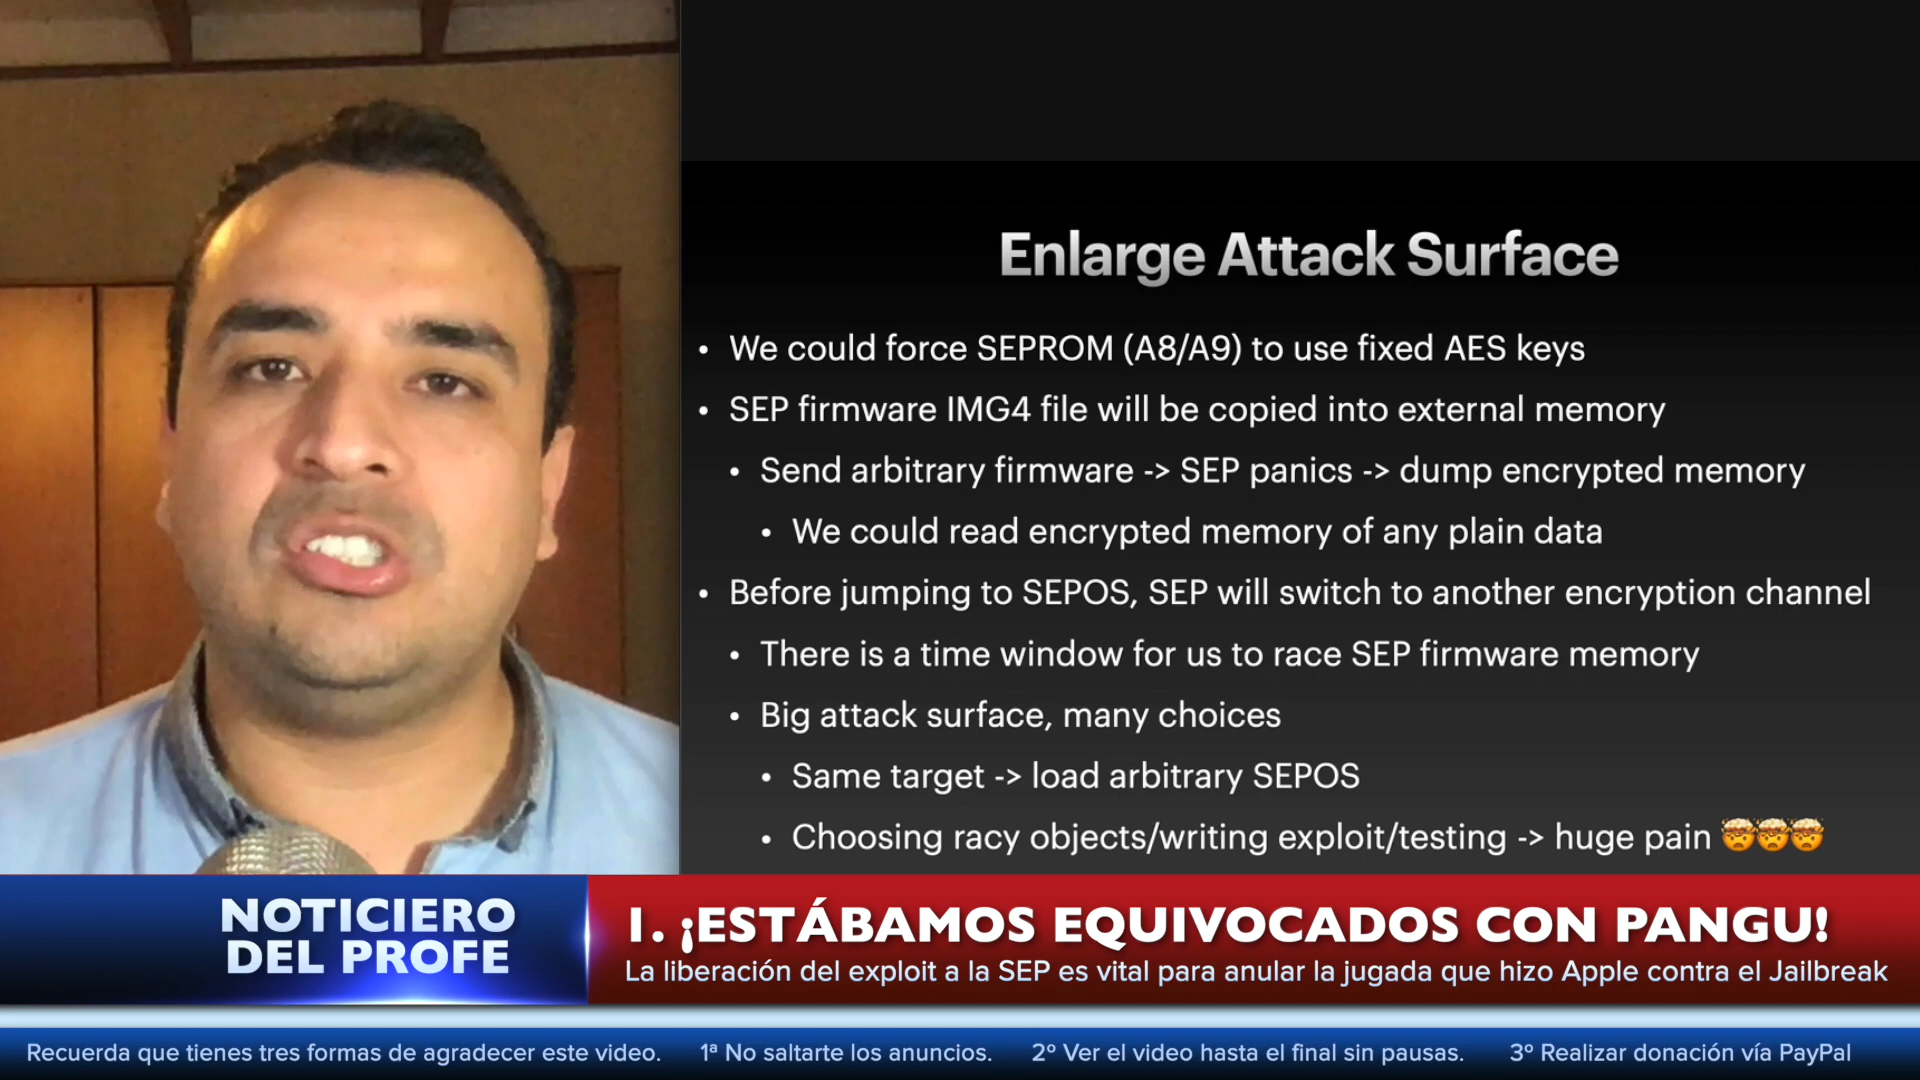 Enlarge Attack Surface
• We could force SEPROM (A8/A9) to use fixed AES keys
• SEP firmware IMG4 file will be copied into external memory
• Send arbitrary firmware -> SEP panics -> dump encrypted memory
• We could read encrypted memory of any plain data
• Before jumping to SEPOS, SEP will switch to another encryption channel
• There is a time window for us to race SEP firmware memory
• Big attack surface, many choices
• Same target -> load arbitrary SEPOS
• Choosing racy objects/writing exploit/testing -> huge pain 🤯🤯🤯
NOTICIERO
DEL PROFE
1. ¡ESTÁBAMOS EQUIVOCADOS CON PANGU!
La liberación del exploit a la SEP es vital para anular la jugada que hizo Apple contra el Jailbreak
Recuerda que tienes tres formas de agradecer este video. 1ª No saltarte los anuncios. 2º Ver el video hasta el final sin pausas. 3º Realizar donación vía PayPal